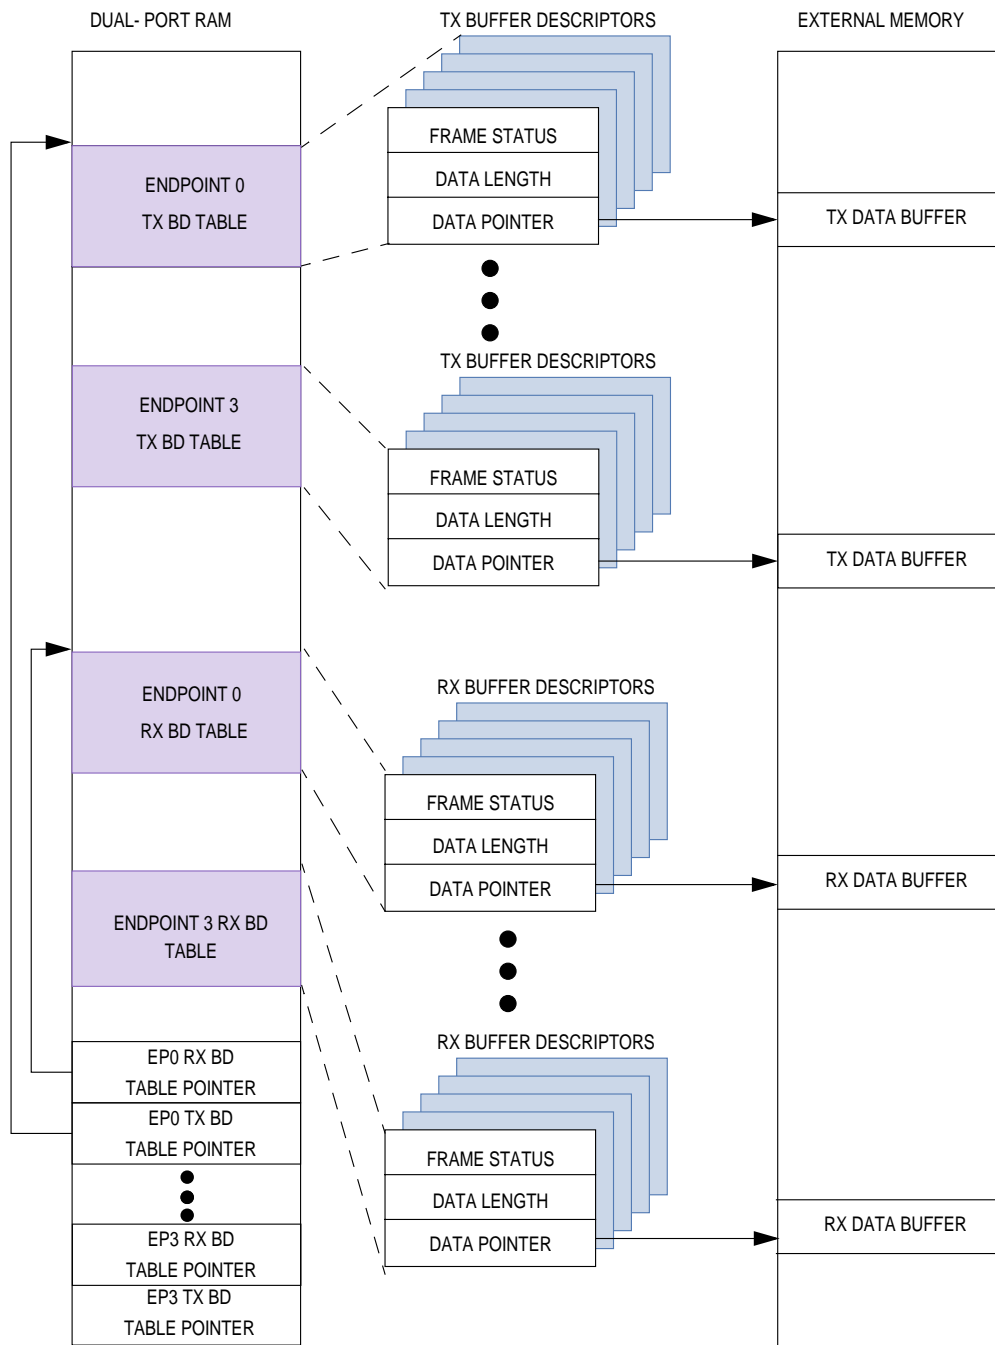 DUAL- PORT RAM
TX BUFFER DESCRIPTORS
EXTERNAL MEMORY
FRAME STATUS
DATA LENGTH
DATA POINTER
ENDPOINT 0
TX BD TABLE
TX DATA BUFFER
TX BUFFER DESCRIPTORS
ENDPOINT 3
TX BD TABLE
FRAME STATUS
DATA LENGTH
DATA POINTER
TX DATA BUFFER
ENDPOINT 0
RX BD TABLE
RX BUFFER DESCRIPTORS
FRAME STATUS
DATA LENGTH
DATA POINTER
RX DATA BUFFER
ENDPOINT 3 RX BD
TABLE
RX BUFFER DESCRIPTORS
EP0 RX BD
TABLE POINTER
EP0 TX BD
TABLE POINTER
FRAME STATUS
DATA LENGTH
DATA POINTER
RX DATA BUFFER
EP3 RX BD
TABLE POINTER
EP3 TX BD
TABLE POINTER